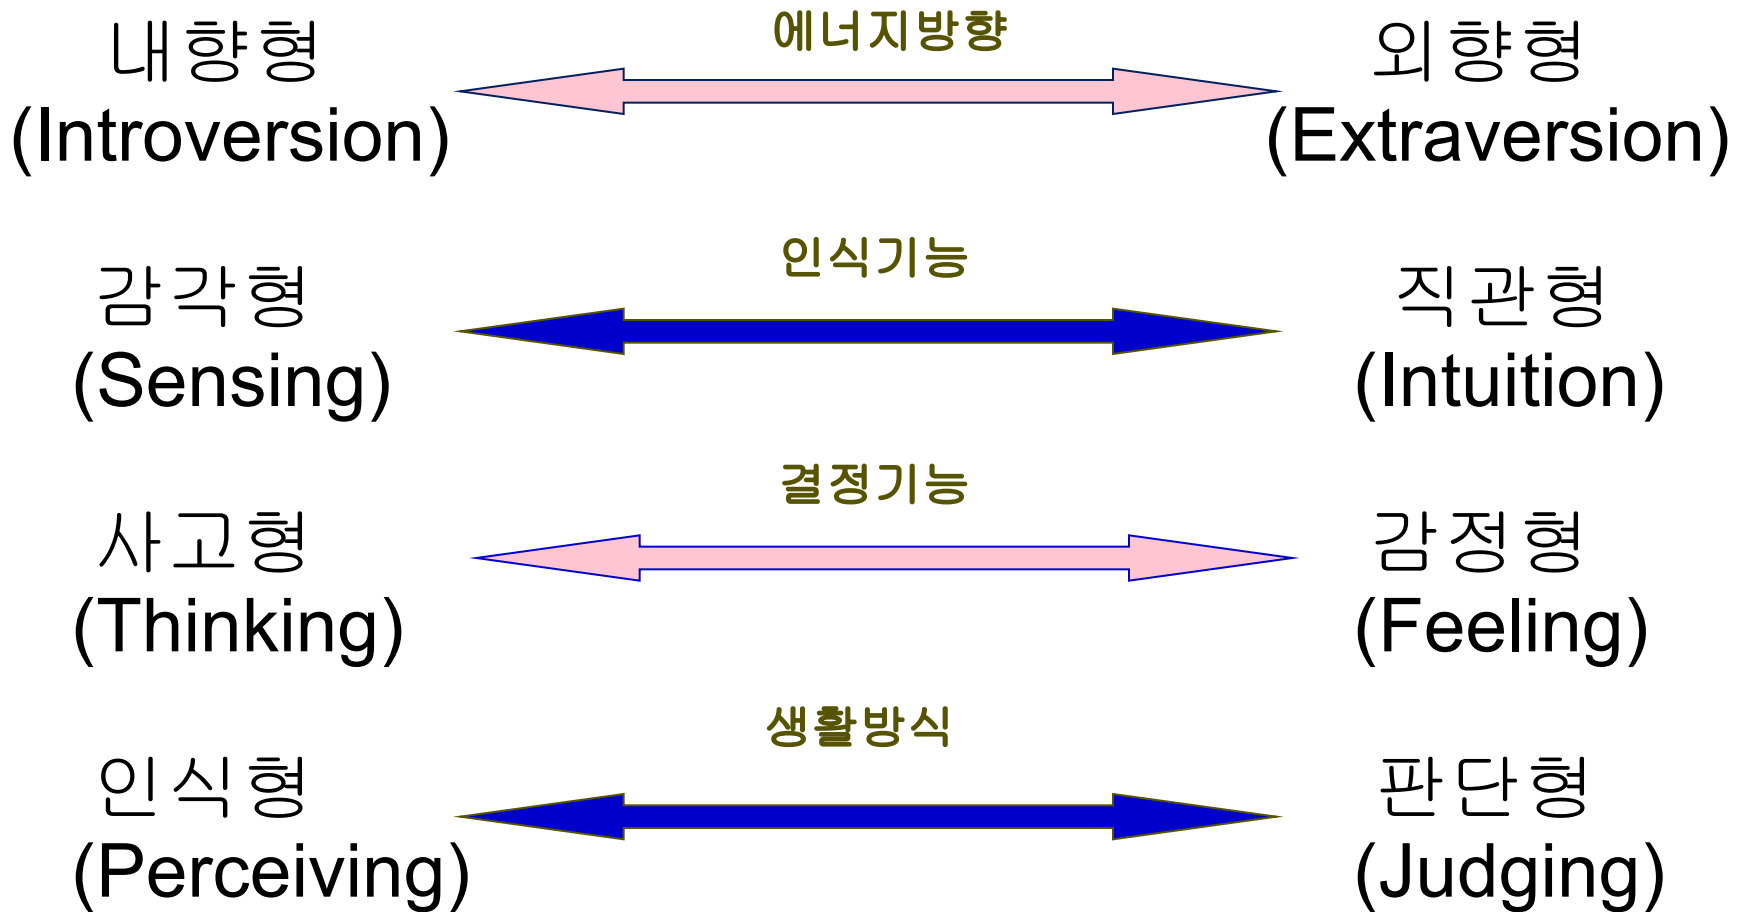 내향형 에너지방향 외향형
(Introversion) (Extraversion)
인식기능
감각형 직관형
(Sensing) (Intuition)
결정기능
사고형 감정형
(Thinking) (Feeling)
생활방식
인식형 판단형
(Perceiving) (Judging)